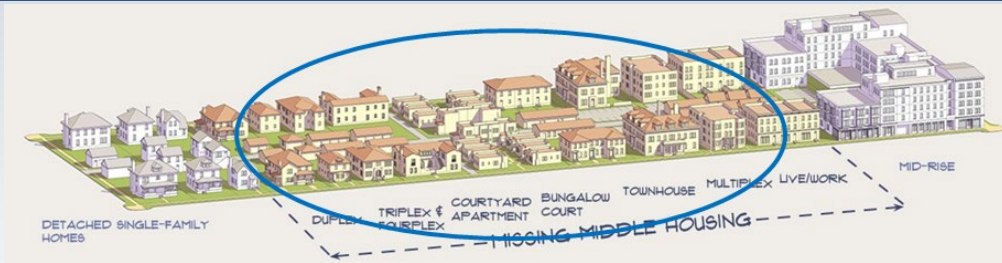 DETACHED SINGLE-FAMILY
HOMES
DUPLEX
TRIPLEX &
FOURPLEX
COURTYARD
APARTMENT
BUNGALOW
COURT
TOWNHOUSE
MULTIPLEX
LIVE/WORK
MID-RISE
MISSING MIDDLE HOUSING